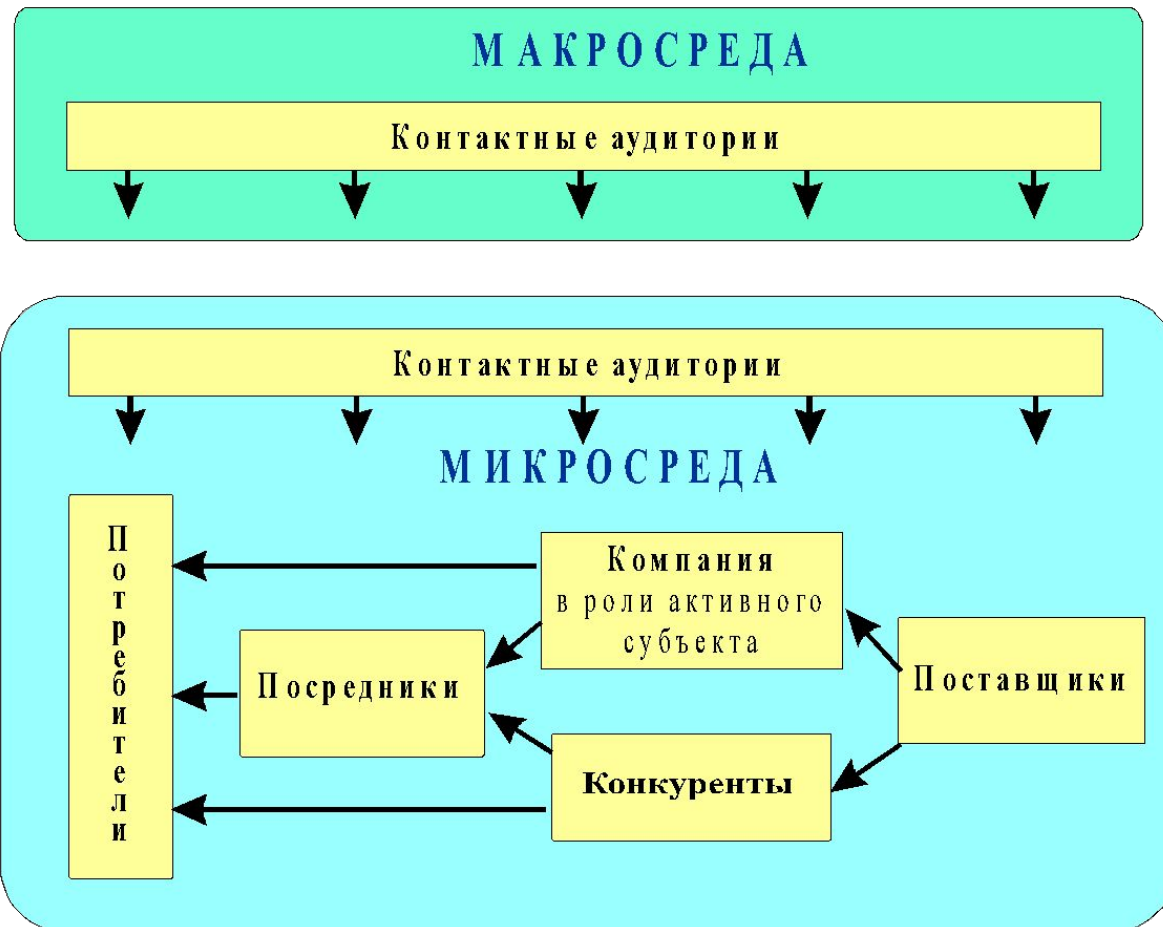 МАКРОСРЕДА
Контактные аудитории
Контактные аудитории
МИКРОСРЕДА
Потребители
Компания
в роли активного
субъекта
Посредники
Поставщики
Конкуренты